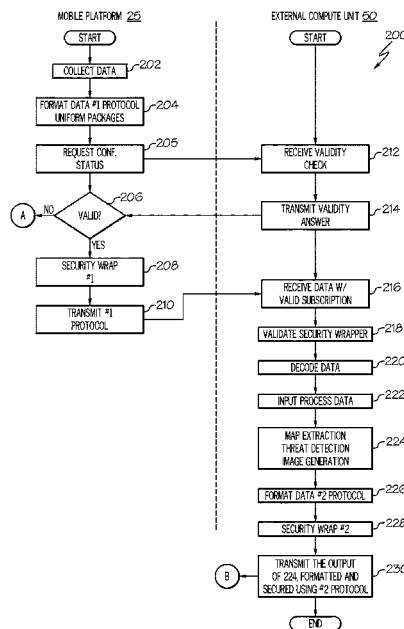 MOBILE PLATFORM 25
EXTERNAL COMPUTE UNIT 50
START
START
200
COLLECT DATA
202
FORMAT DATA #1 PROTOCOL
UNIFORM PACKAGES
204
REQUEST CONF.
STATUS
205
RECEIVE VALIDITY
CHECK
212
206
A
NO
VALID?
YES
TRANSMIT VALIDITY
ANSWER
214
SECURITY WRAP
#1
208
TRANSMIT #1
PROTOCOL
210
RECEIVE DATA W/
VALID SUBSCRIPTION
216
VALIDATE SECURITY WRAPPER
218
DECODE DATA
220
INPUT PROCESS DATA
222
MAP EXTRACTION
THREAT DETECTION
IMAGE GENERATION
224
FORMAT DATA #2 PROTOCOL
226
SECURITY WRAP #2
228
B
TRANSMIT THE OUTPUT
OF 224, FORMATTED AND
SECURED USING #2 PROTOCOL
230
END